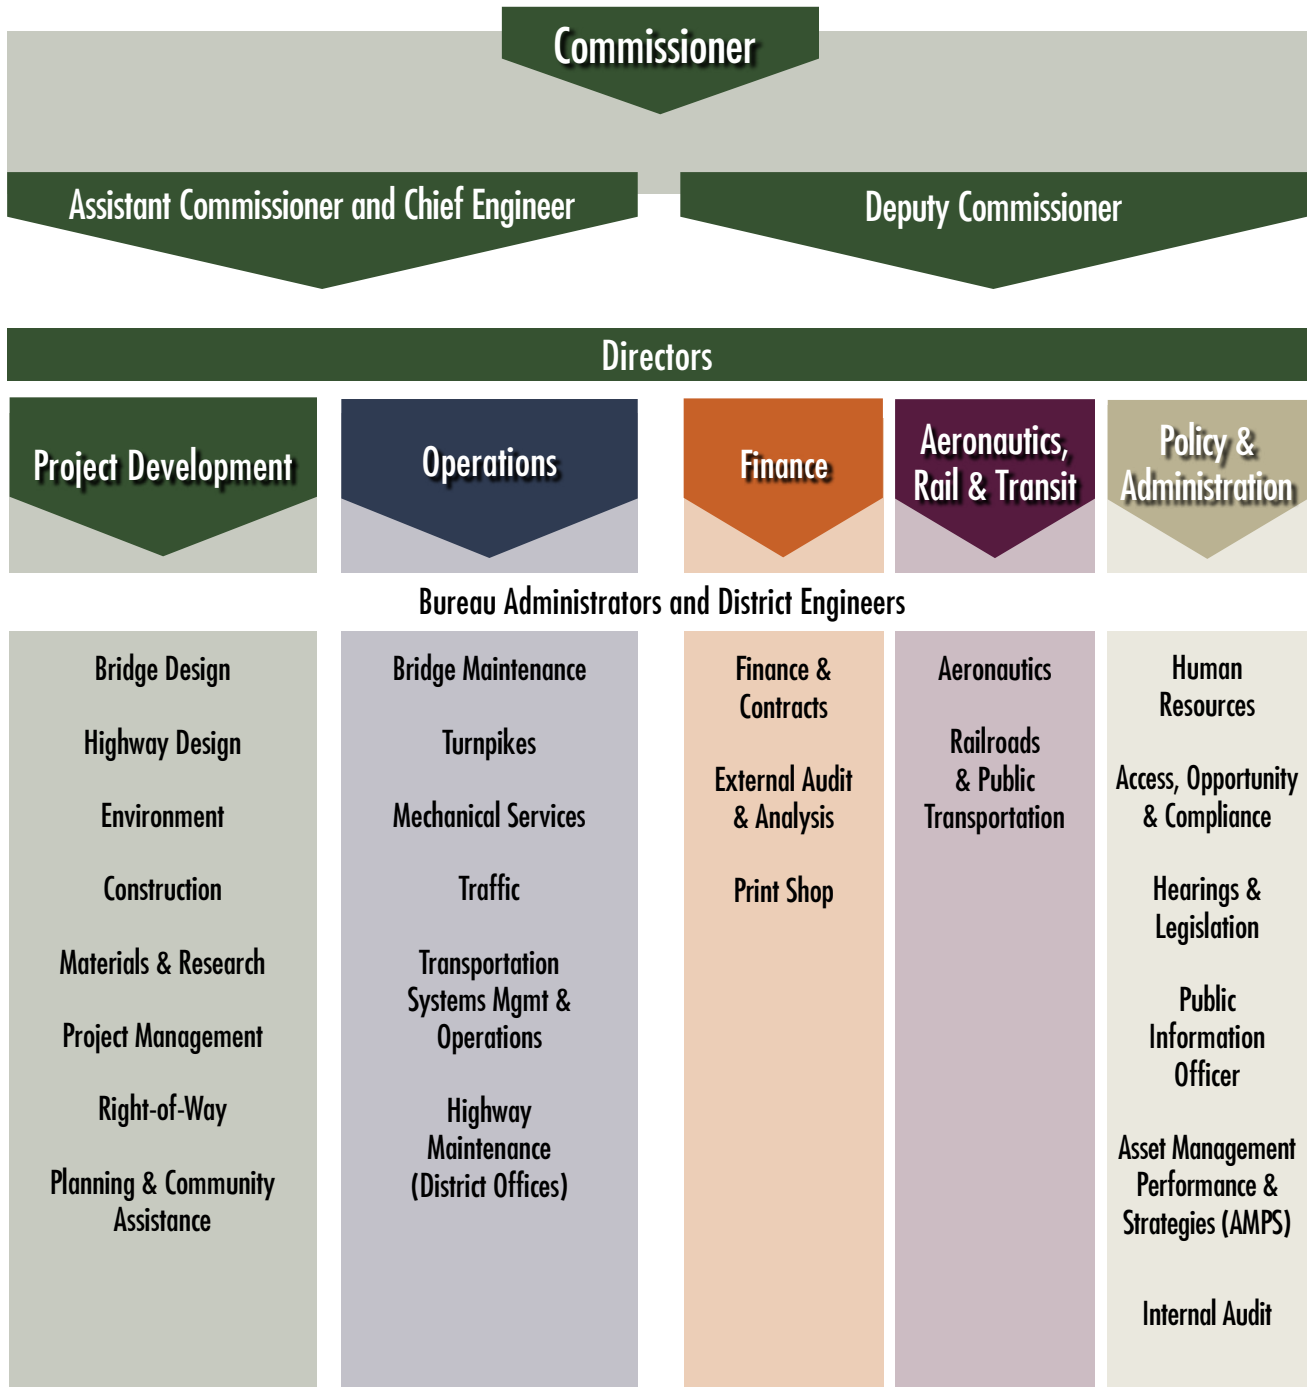 Commissioner
Assistant Commissioner and Chief Engineer
Deputy Commissioner
Directors
Project Development
Operations
Finance
Aeronautics,
Rail & Transit
Policy &
Administration
Bureau Administrators and District Engineers
Bridge Design
Highway Design
Environment
Construction
Materials & Research
Project Management
Right-of-Way
Planning & Community
Assistance
Bridge Maintenance
Turnpikes
Mechanical Services
Traffic
Transportation
Systems Mgmt &
Operations
Highway
Maintenance
(District Offices)
Finance &
Contracts
External Audit
& Analysis
Print Shop
Aeronautics
Railroads
& Public
Transportation
Human
Resources
Access, Opportunity
& Compliance
Hearings &
Legislation
Public
Information
Officer
Asset Management
Performance &
Strategies (AMPS)
Internal Audit